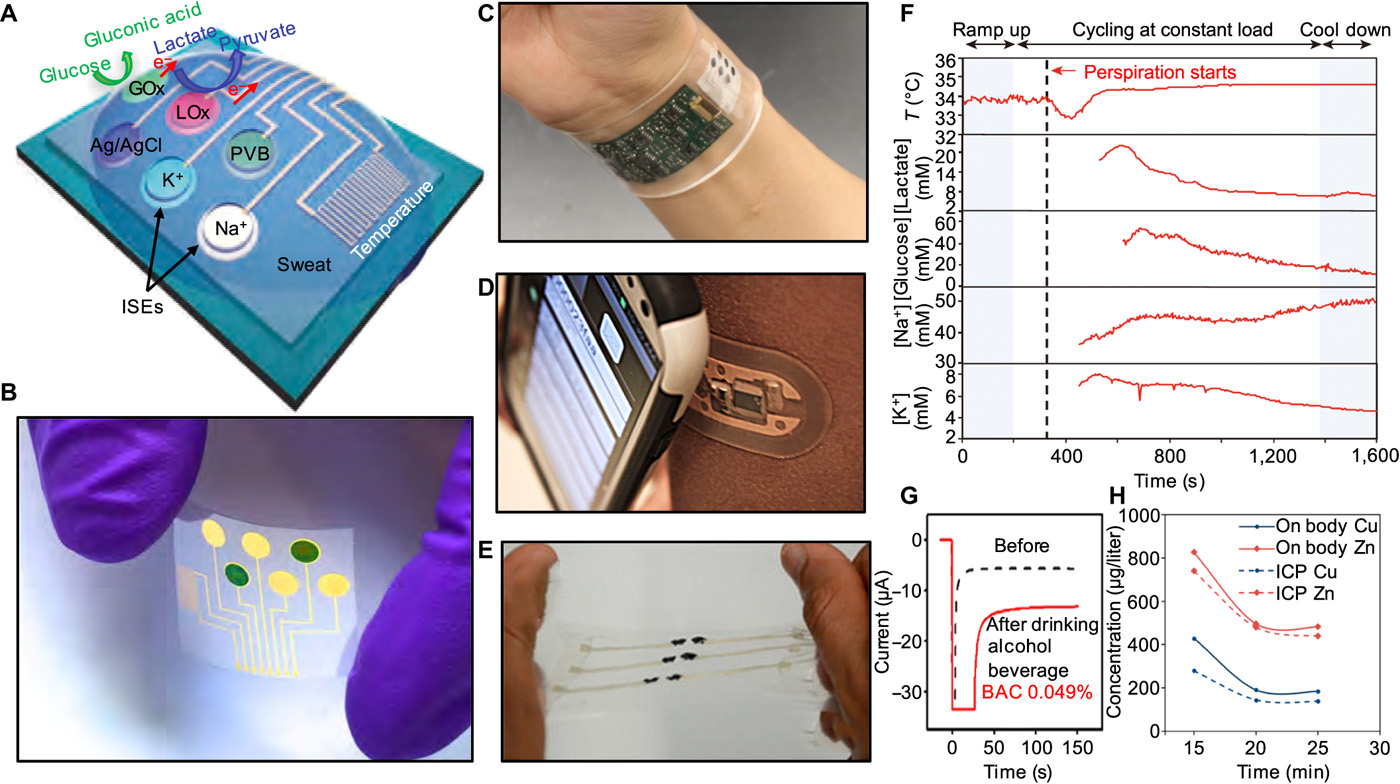 A
Gluconic acid
Glucose
e⁻
Lactate
Pyruvate
GOx
e⁻
LOx
Ag/AgCl
PVB
K⁺
Na⁺
Temperature
Sweat
ISEs
B
C
D
E
F
Ramp up
Cycling at constant load
Cool down
Perspiration starts
T (°C)
36
35
34
33
[Lactate]
(mM)
32
20
14
8
2
[Glucose]
(mM)
60
40
20
0
[Na⁺]
(mM)
50
40
30
[K⁺]
(mM)
8
6
4
2
0
400
800
1,200
1,600
Time (s)
G
Current (µA)
0
–10
–20
–30
Before
After drinking
alcohol
beverage
BAC 0.049%
0
50
100
150
Time (s)
H
Concentration (µg/liter)
1000
800
600
400
200
0
On body Cu
On body Zn
ICP Cu
ICP Zn
15
20
25
30
Time (min)